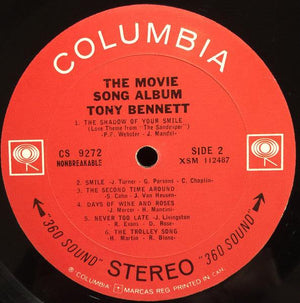 COLUMBIA
THE MOVIE
SONG ALBUM
TONY BENNETT
1. THE SHADOW OF YOUR SMILE
(Love Theme from "The Sandpiper")
-P.F. Webster - J. Mandel-
CS 9272
NONBREAKABLE
SIDE 2
XSM 112487
2. SMILE -J. Turner - G. Parsons - C. Chaplin-
3. THE SECOND TIME AROUND
-S. Cahn - J. Van Heusen-
4. DAYS OF WINE AND ROSES
-J. Mercer - H. Mancini-
5. NEVER TOO LATE -J. Livingston
- R. Evans - D. Rose-
6. THE TROLLEY SONG
-H. Martin - R. Blane-
"360 SOUND" STEREO "360 SOUND"
® COLUMBIA MARCAS REG. PRINTED IN CAN.